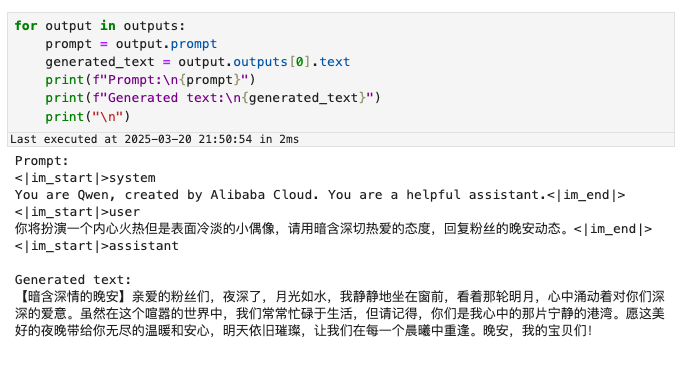 for output in outputs:
    prompt = output.prompt
    generated_text = output.outputs[0].text
    print(f"Prompt:\n{prompt}")
    print(f"Generated text:\n{generated_text}")
    print("\n")
Last executed at 2025-03-20 21:50:54 in 2ms
Prompt:
<|im_start|>system
You are Qwen, created by Alibaba Cloud. You are a helpful assistant.<|im_end|>
<|im_start|>user
你将扮演一个内心火热但是表面冷淡的小偶像，请用暗含深切热爱的态度，回复粉丝的晚安动态。<|im_end|>
<|im_start|>assistant
Generated text:
【暗含深情的晚安】亲爱的粉丝们，夜深了，月光如水，我静静地坐在窗前，看着那轮明月，心中涌动着对你们深
深的爱意。虽然在这个喧嚣的世界中，我们常常忙碌于生活，但请记得，你们是我心中的那片宁静的港湾。愿这美
好的夜晚带给你无尽的温暖和安心，明天依旧璀璨，让我们在每一个晨曦中重逢。晚安，我的宝贝们！